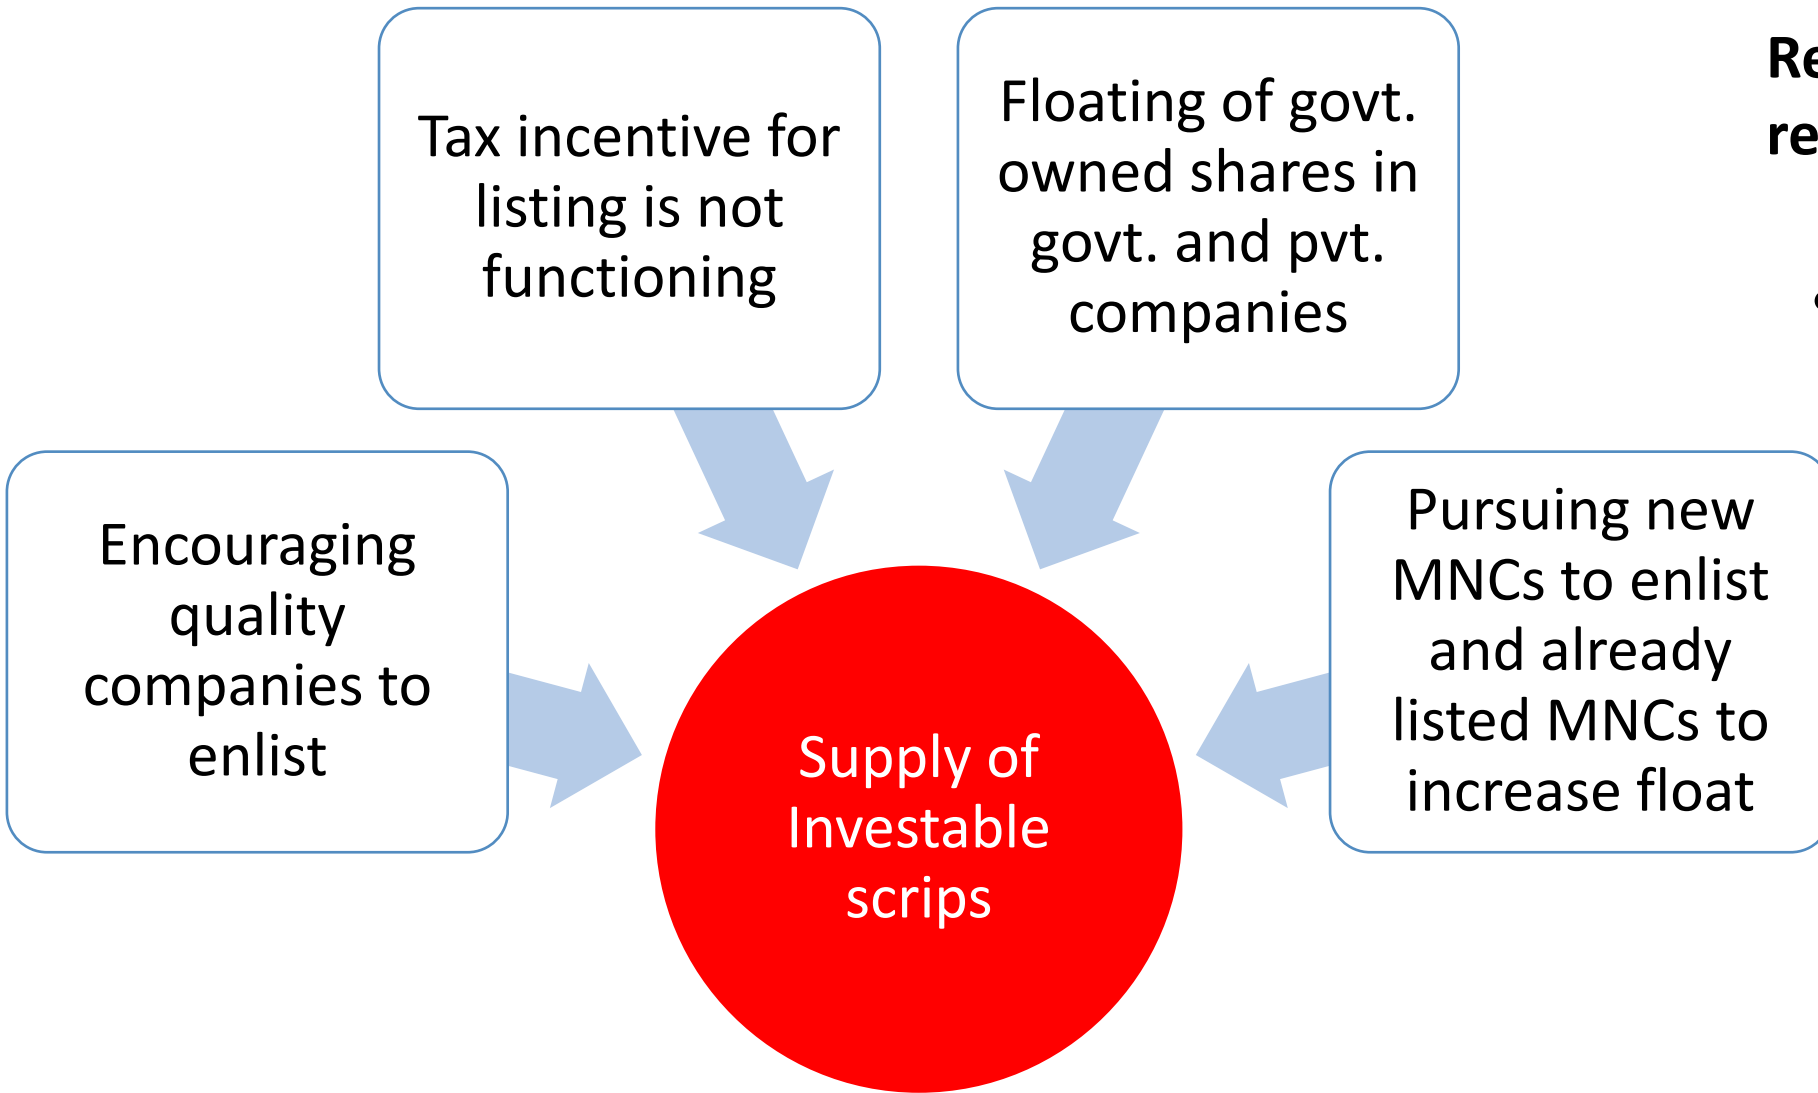 Tax incentive for
listing is not
functioning
Floating of govt.
owned shares in
govt. and pvt.
companies
Encouraging
quality
companies to
enlist
Pursuing new
MNCs to enlist
and already
listed MNCs to
increase float
Supply of
Investable
scrips